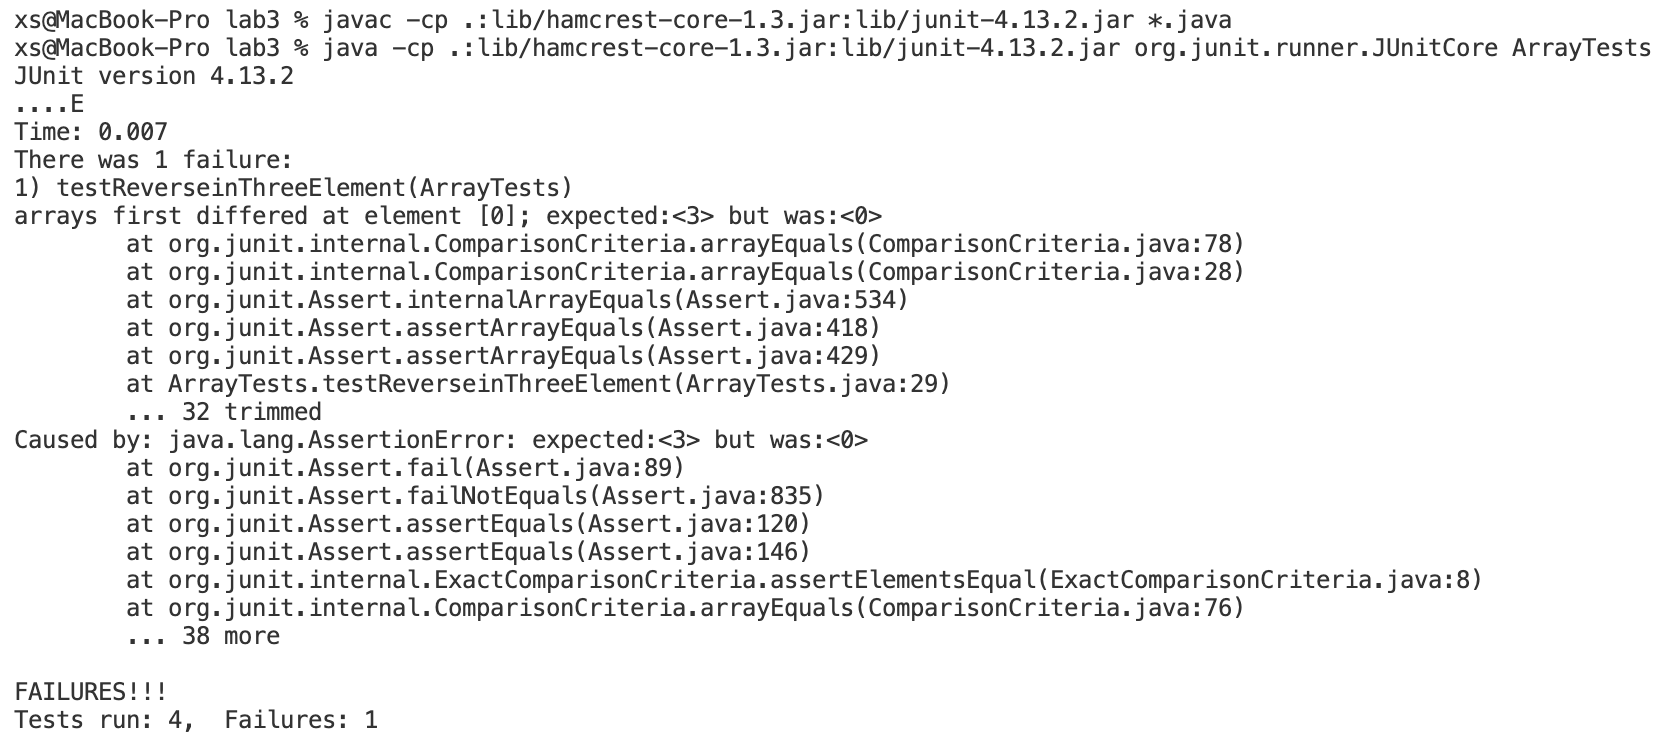 xs@MacBook-Pro lab3 % javac -cp .:lib/hamcrest-core-1.3.jar:lib/junit-4.13.2.jar *.java
xs@MacBook-Pro lab3 % java -cp .:lib/hamcrest-core-1.3.jar:lib/junit-4.13.2.jar org.junit.runner.JUnitCore ArrayTests
JUnit version 4.13.2
....E
Time: 0.007
There was 1 failure:
1) testReverseinThreeElement(ArrayTests)
arrays first differed at element [0]; expected:<3> but was:<0>
        at org.junit.internal.ComparisonCriteria.arrayEquals(ComparisonCriteria.java:78)
        at org.junit.internal.ComparisonCriteria.arrayEquals(ComparisonCriteria.java:28)
        at org.junit.Assert.internalArrayEquals(Assert.java:534)
        at org.junit.Assert.assertArrayEquals(Assert.java:418)
        at org.junit.Assert.assertArrayEquals(Assert.java:429)
        at ArrayTests.testReverseinThreeElement(ArrayTests.java:29)
        ... 32 trimmed
Caused by: java.lang.AssertionError: expected:<3> but was:<0>
        at org.junit.Assert.fail(Assert.java:89)
        at org.junit.Assert.failNotEquals(Assert.java:835)
        at org.junit.Assert.assertEquals(Assert.java:120)
        at org.junit.Assert.assertEquals(Assert.java:146)
        at org.junit.internal.ExactComparisonCriteria.assertElementsEqual(ExactComparisonCriteria.java:8)
        at org.junit.internal.ComparisonCriteria.arrayEquals(ComparisonCriteria.java:76)
        ... 38 more

FAILURES!!!
Tests run: 4,  Failures: 1